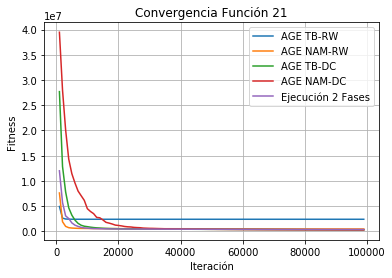 Convergencia Función 21
1e7
4.0
3.5
3.0
2.5
2.0
1.5
1.0
0.5
0.0
Fitness
AGE TB-RW
AGE NAM-RW
AGE TB-DC
AGE NAM-DC
Ejecución 2 Fases
0 20000 40000 60000 80000 100000
Iteración